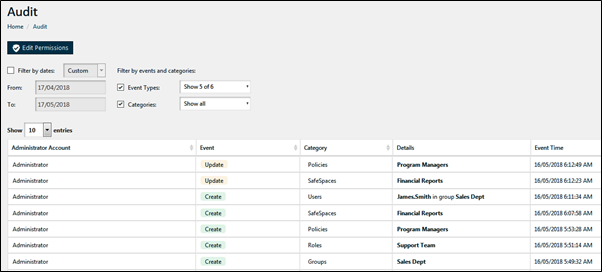 Audit
Home / Audit
Edit Permissions
Filter by dates: Custom Filter by events and categories:
From: 17/04/2018 Event Types: Show 5 of 6
To: 17/05/2018 Categories: Show all
Show 10 entries
Administrator Account Event Category Details Event Time
Administrator Update Policies Program Managers 16/05/2018 6:12:49 AM
Administrator Update SafeSpaces Financial Reports 16/05/2018 6:12:23 AM
Administrator Create Users James.Smith in group Sales Dept 16/05/2018 6:11:34 AM
Administrator Create SafeSpaces Financial Reports 16/05/2018 6:07:58 AM
Administrator Create Policies Program Managers 16/05/2018 5:53:28 AM
Administrator Create Roles Support Team 16/05/2018 5:51:14 AM
Administrator Create Groups Sales Dept 16/05/2018 5:49:32 AM